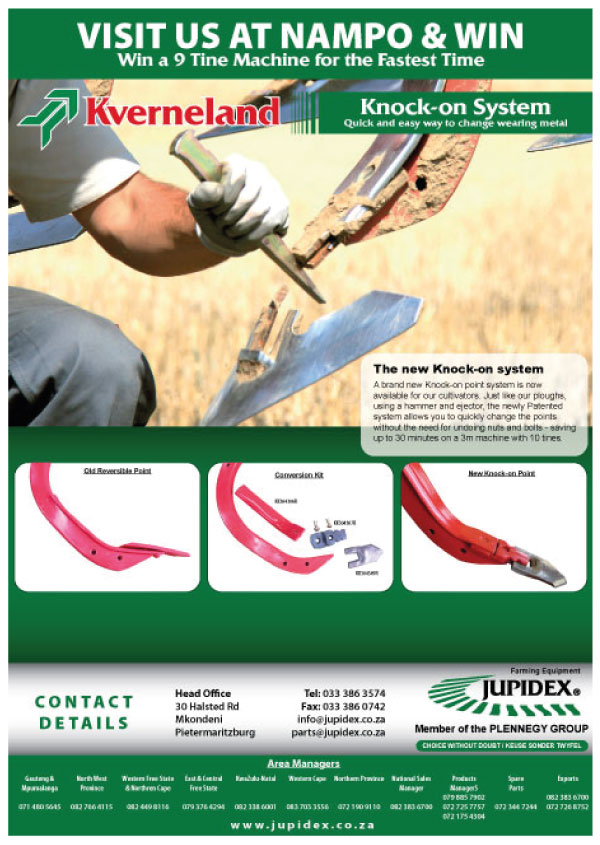 VISIT US AT NAMPO & WIN
Win a 9 Tine Machine for the Fastest Time
Kverneland
Knock-on System
Quick and easy way to change wearing metal
The new Knock-on system
A brand new Knock-on point system is now
available for our cultivators. Just like our ploughs,
using a hammer and ejector, the newly Patented
system allows you to quickly change the points
without the need for undoing nuts and bolts - saving
up to 30 minutes on a 3m machine with 10 tines.
Old Reversible Point
Conversion Kit
New Knock-on Point
CONTACT
DETAILS
Head Office
30 Halsted Rd
Mkondeni
Pietermaritzburg
Tel: 033 386 3574
Fax: 033 386 0742
info@jupidex.co.za
parts@jupidex.co.za
Farming Equipment
JUPIDEX®
Member of the PLENNEGY GROUP
CHOICE WITHOUT DOUBT / KEUSE SONDER TWYFEL
Area Managers
Gauteng &
Mpumalanga
071 480 5645
North West
Province
082 766 4115
Western Free State
& Northern Cape
082 449 8116
East & Central
Free State
079 376 4294
KwaZulu-Natal
082 338 6001
Western Cape
083 703 3556
Northern Province
072 190 9110
National Sales
Manager
082 383 6700
Products
ManagerS
079 885 7902
072 725 7757
072 175 4304
Spare
Parts
072 344 7244
Exports
082 383 6700
072 726 8752
www.jupidex.co.za